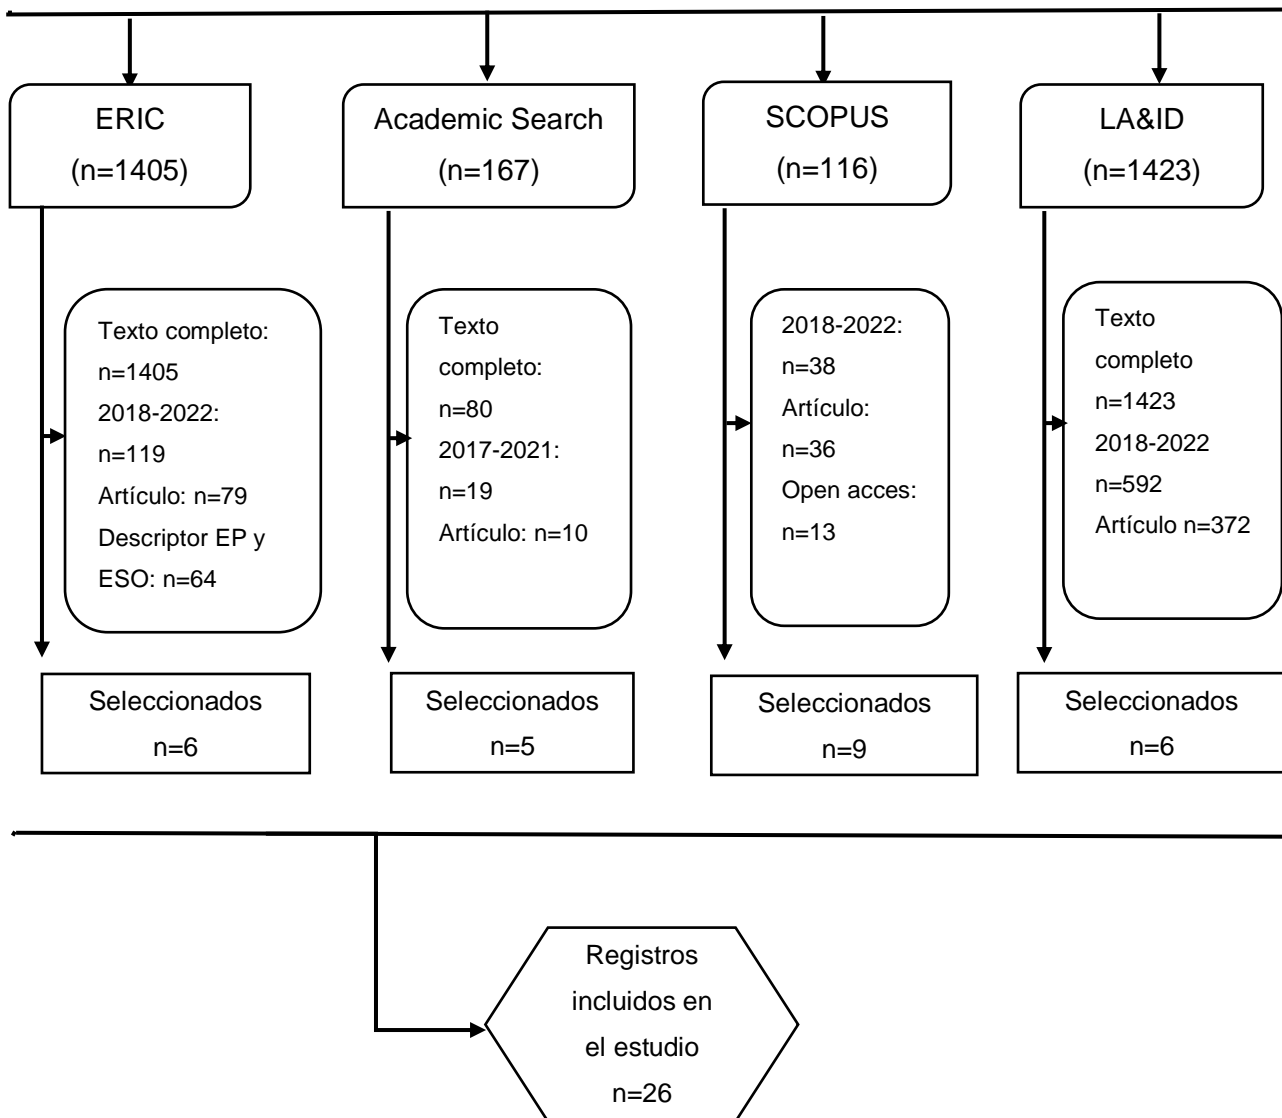 ERIC
(n=1405)
Academic Search
(n=167)
SCOPUS
(n=116)
LA&ID
(n=1423)
Texto completo:
n=1405
2018-2022:
n=119
Artículo: n=79
Descriptor EP y
ESO: n=64
Texto
completo:
n=80
2017-2021:
n=19
Artículo: n=10
2018-2022:
n=38
Artículo:
n=36
Open acces:
n=13
Texto
completo
n=1423
2018-2022
n=592
Artículo n=372
Seleccionados
n=6
Seleccionados
n=5
Seleccionados
n=9
Seleccionados
n=6
Registros
incluidos en
el estudio
n=26